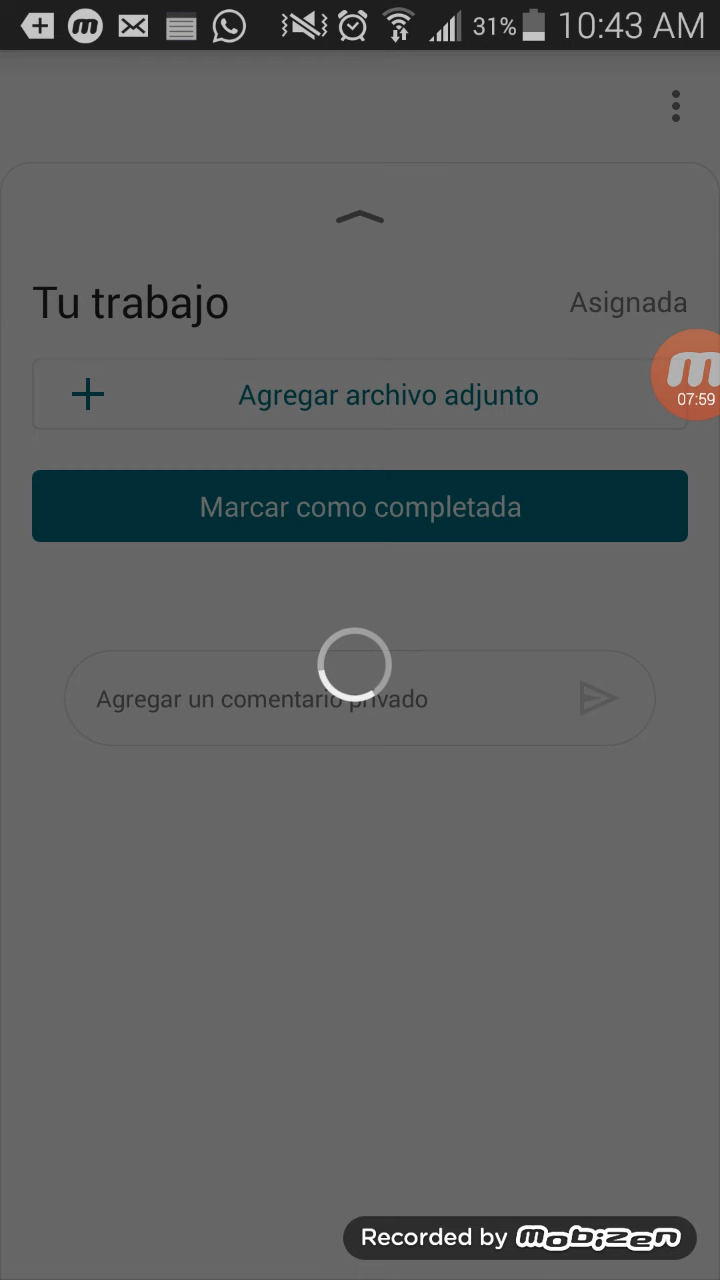 31% 10:43 AM
Tu trabajo
Asignada
Agregar archivo adjunto
m
07:59
Marcar como completada
Agregar un comentario privado
Recorded by mobizen